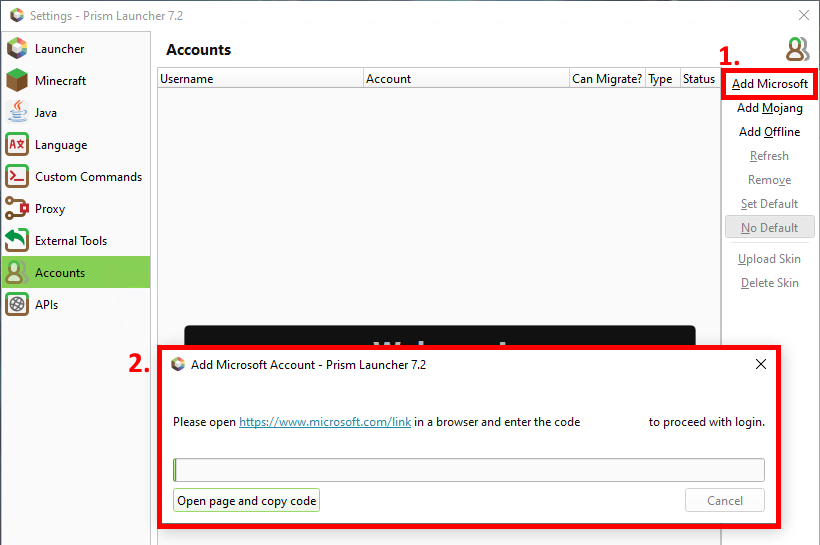 Settings - Prism Launcher 7.2
Launcher
Minecraft
Java
Language
Custom Commands
Proxy
External Tools
Accounts
APIs
Accounts
Username Account Can Migrate? Type Status
1.
Add Microsoft
Add Mojang
Add Offline
Refresh
Remove
Set Default
No Default
Upload Skin
Delete Skin
2.
Add Microsoft Account - Prism Launcher 7.2
Please open https://www.microsoft.com/link in a browser and enter the code to proceed with login.
Open page and copy code
Cancel